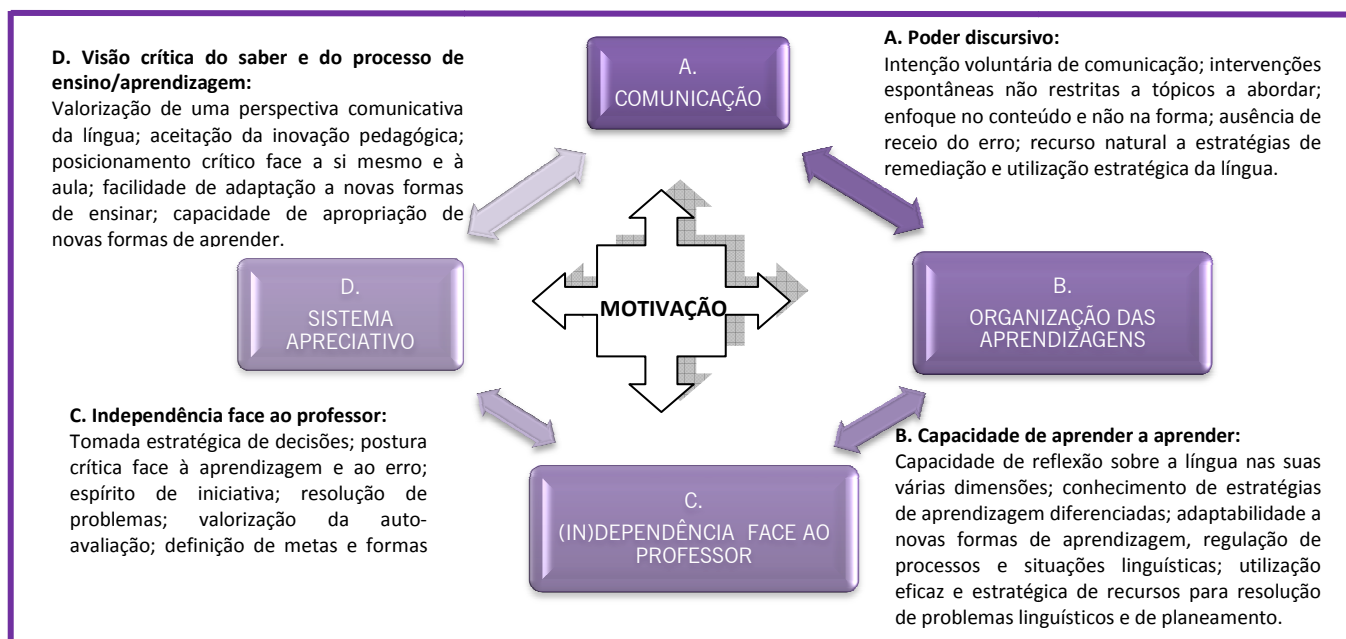 D. Visão crítica do saber e do processo de
ensino/aprendizagem:
Valorização de uma perspectiva comunicativa
da língua; aceitação da inovação pedagógica;
posicionamento crítico face a si mesmo e à
aula; facilidade de adaptação a novas formas
de ensinar; capacidade de apropriação de
novas formas de aprender.
A.
COMUNICAÇÃO
A. Poder discursivo:
Intenção voluntária de comunicação; intervenções
espontâneas não restritas a tópicos a abordar;
enfoque no conteúdo e não na forma; ausência de
receio do erro; recurso natural a estratégias de
remediação e utilização estratégica da língua.
D.
SISTEMA
APRECIATIVO
MOTIVAÇÃO
B.
ORGANIZAÇÃO DAS
APRENDIZAGENS
C. Independência face ao professor:
Tomada estratégica de decisões; postura
crítica face à aprendizagem e ao erro;
espírito de iniciativa; resolução de
problemas; valorização da auto-
avaliação; definição de metas e formas
C.
(IN)DEPENDÊNCIA FACE AO
PROFESSOR
B. Capacidade de aprender a aprender:
Capacidade de reflexão sobre a língua nas suas
várias dimensões; conhecimento de estratégias
de aprendizagem diferenciadas; adaptabilidade a
novas formas de aprendizagem, regulação de
processos e situações linguísticas; utilização
eficaz e estratégica de recursos para resolução
de problemas linguísticos e de planeamento.